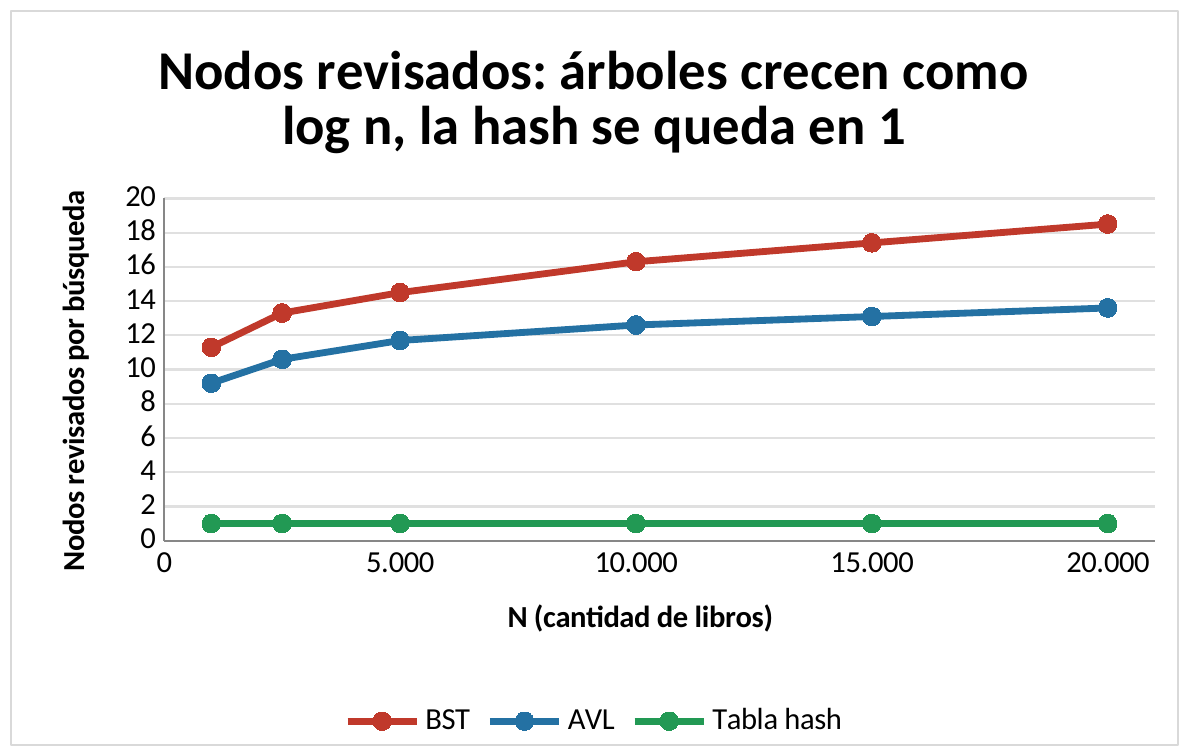 Nodos revisados: árboles crecen como
log n, la hash se queda en 1
Nodos revisados por búsqueda
20
18
16
14
12
10
8
6
4
2
0
0 5.000 10.000 15.000 20.000
N (cantidad de libros)
BST AVL Tabla hash